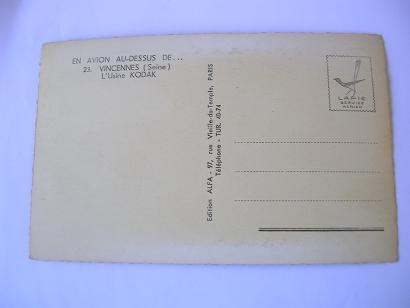 EN AVION AU-DESSUS DE...
23. VINCENNES (Seine)
L'Usine KODAK
Edition ALFA - 97, rue Vieille-du-Temple, PARIS
Téléphone - TUR. 40-74
LAPIE
SERVICE
AERIEN